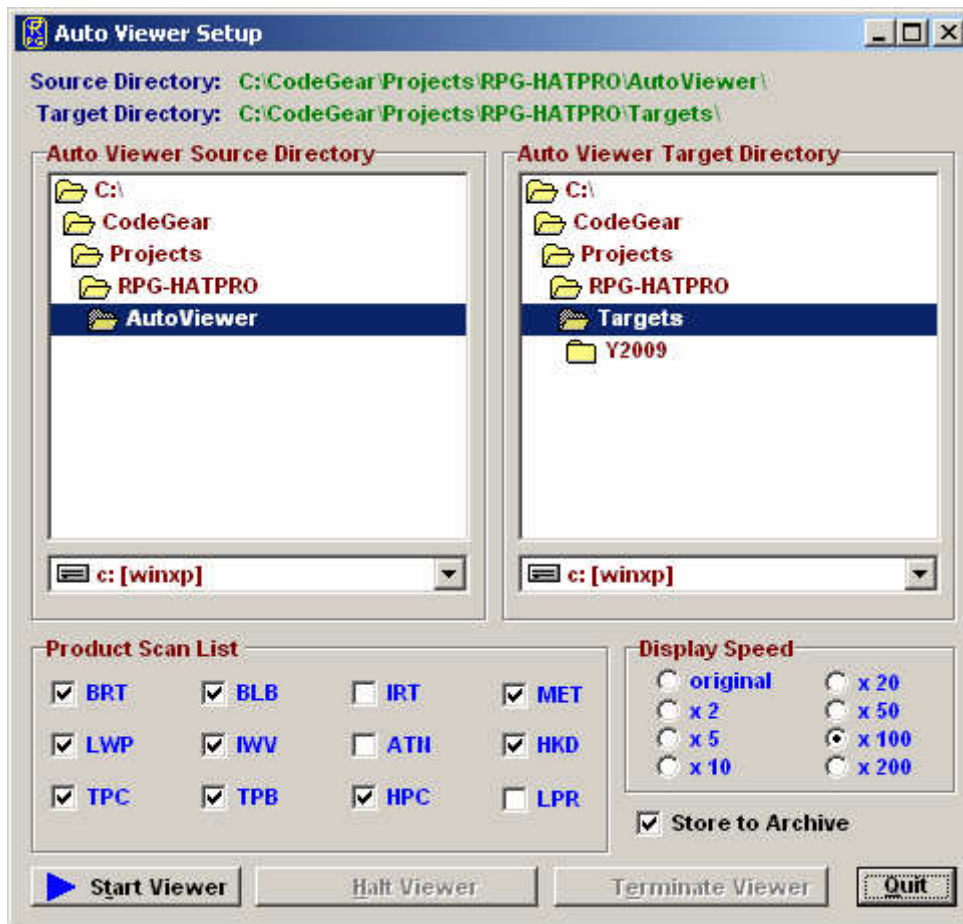 Auto Viewer Setup
Source Directory: C:\CodeGear\Projects\RPG-HATPRO\AutoViewer\
Target Directory: C:\CodeGear\Projects\RPG-HATPRO\Targets\
Auto Viewer Source Directory
C:\
CodeGear
Projects
RPG-HATPRO
AutoViewer
c: [winxp]
Auto Viewer Target Directory
C:\
CodeGear
Projects
RPG-HATPRO
Targets
Y2009
c: [winxp]
Product Scan List
BRT BLB IRT MET
LWP IWV ATN HKD
TPC TPB HPC LPR
Display Speed
original x 20
x 2 x 50
x 5 x 100
x 10 x 200
Store to Archive
Start Viewer Halt Viewer Terminate Viewer Quit